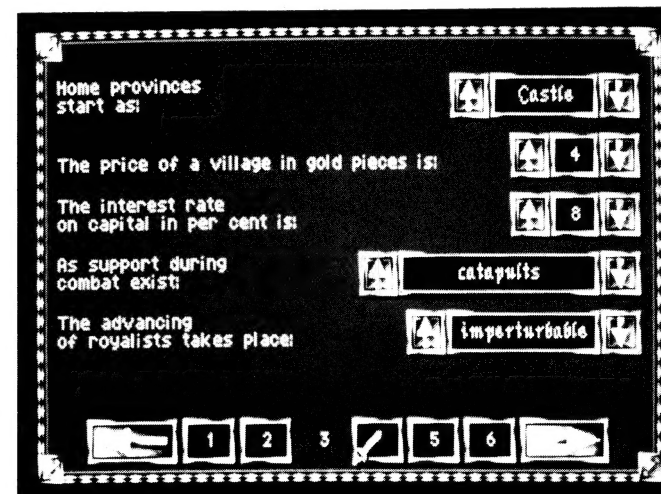 Home provinces
start as:
Castle
The price of a village in gold pieces is:
4
The interest rate
on capital in per cent is:
8
As support during
combat exist:
catapults
The advancing
of royalists takes place:
imperturbable
1 2 3 5 6